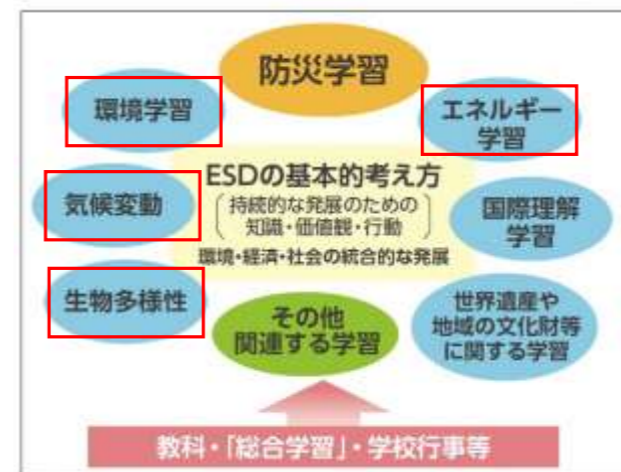 防災学習
環境学習
エネルギー
学習
気候変動
ESDの基本的考え方
持続的な発展のための
知識・価値観・行動
環境・経済・社会の統合的な発展
国際理解
学習
生物多様性
その他
関連する学習
世界遺産や
地域の文化財等
に関する学習
教科・「総合学習」・学校行事等